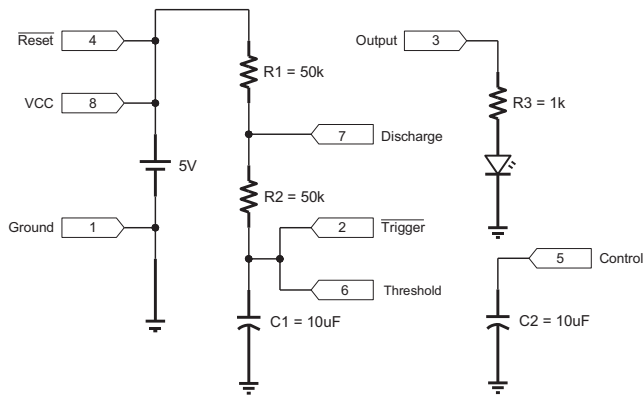 Reset
4
Output
3
R1 = 50k
VCC
8
R3 = 1k
7
Discharge
5V
R2 = 50k
Ground
1
2
Trigger
5
Control
6
Threshold
C1 = 10uF
C2 = 10uF